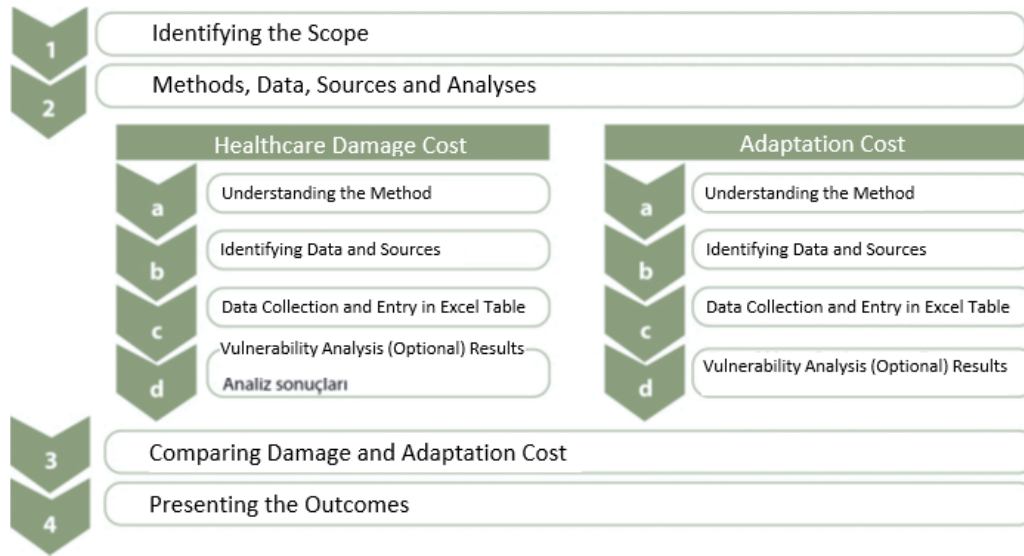 1 Identifying the Scope
2 Methods, Data, Sources and Analyses
Healthcare Damage Cost
a Understanding the Method
b Identifying Data and Sources
c Data Collection and Entry in Excel Table
Vulnerability Analysis (Optional) Results
d Analiz sonuçları
Adaptation Cost
a Understanding the Method
b Identifying Data and Sources
c Data Collection and Entry in Excel Table
d Vulnerability Analysis (Optional) Results
3 Comparing Damage and Adaptation Cost
4 Presenting the Outcomes